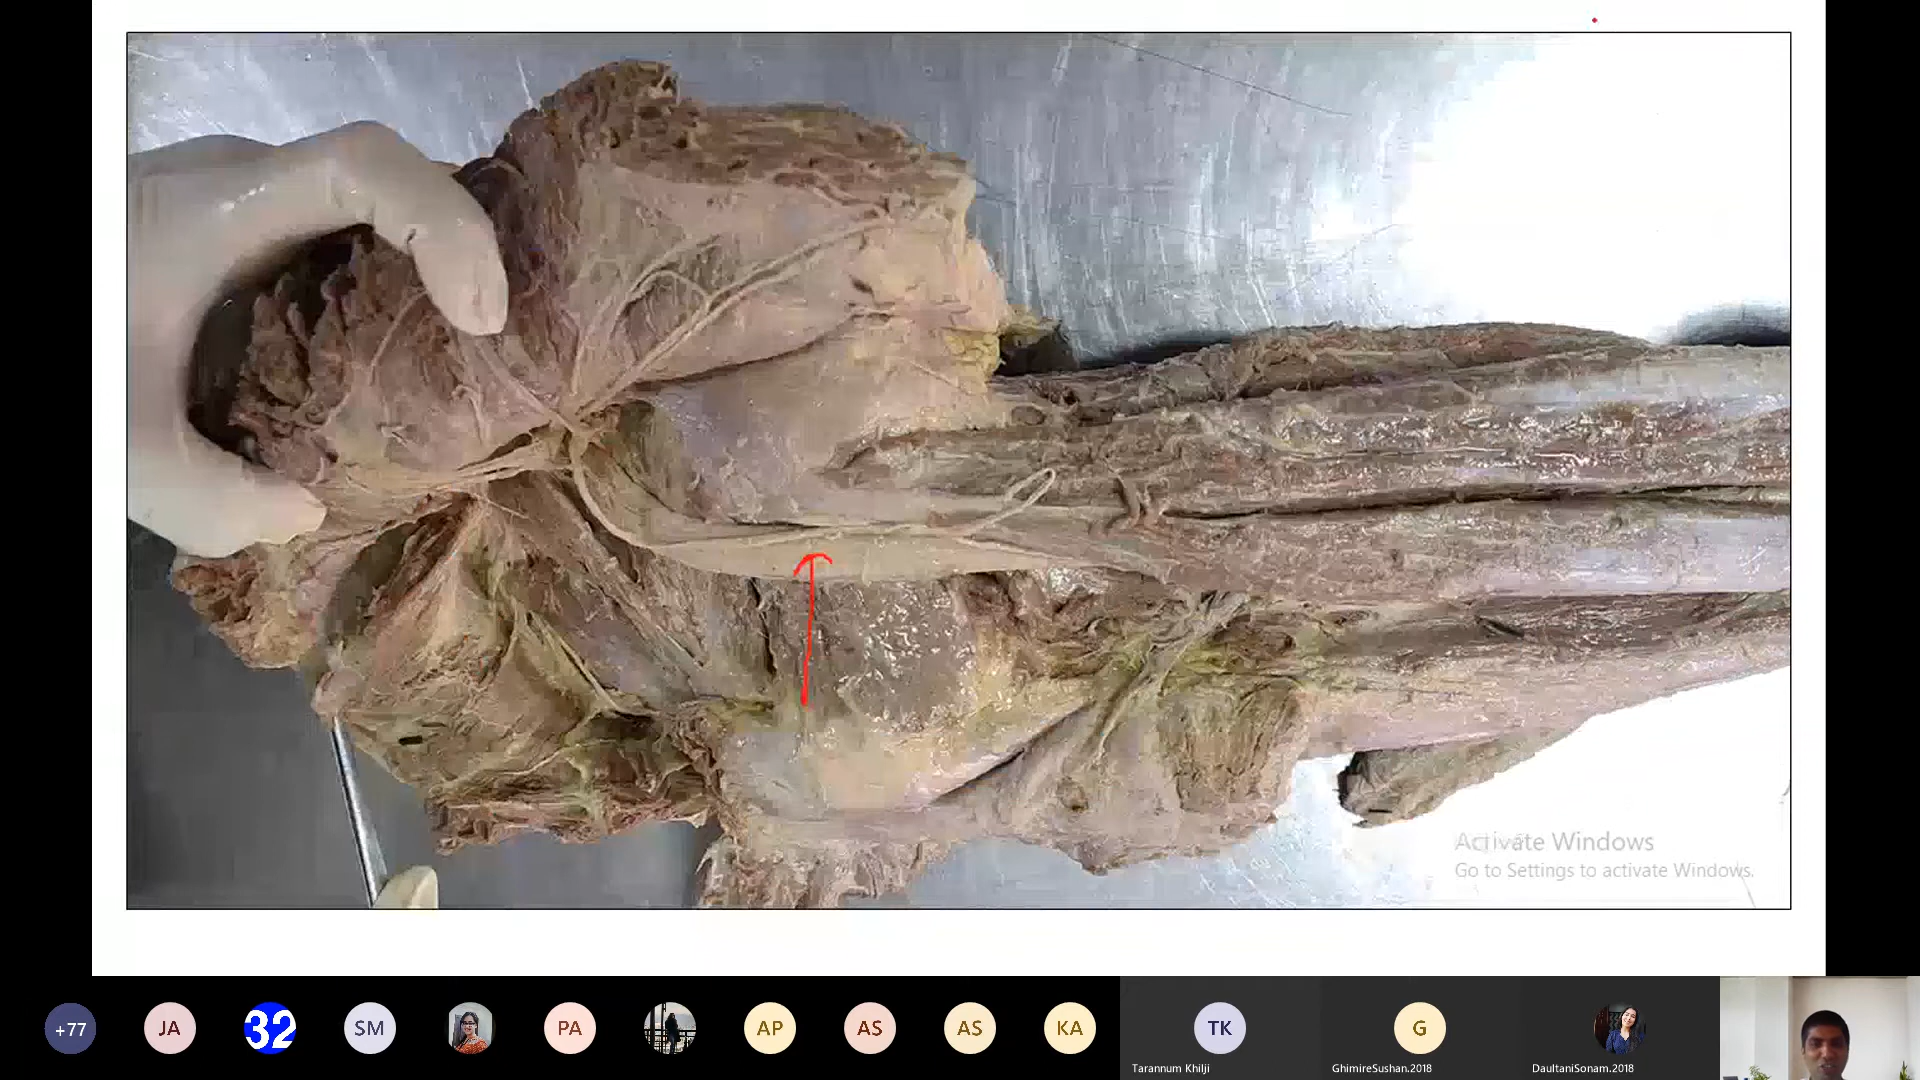 Activate Windows
Go to Settings to activate Windows.
+77
JA
32
SM
PA
AP
AS
AS
KA
TK
G
Tarannum Khilji
GhimireSushan.2018
DaultaniSonam.2018